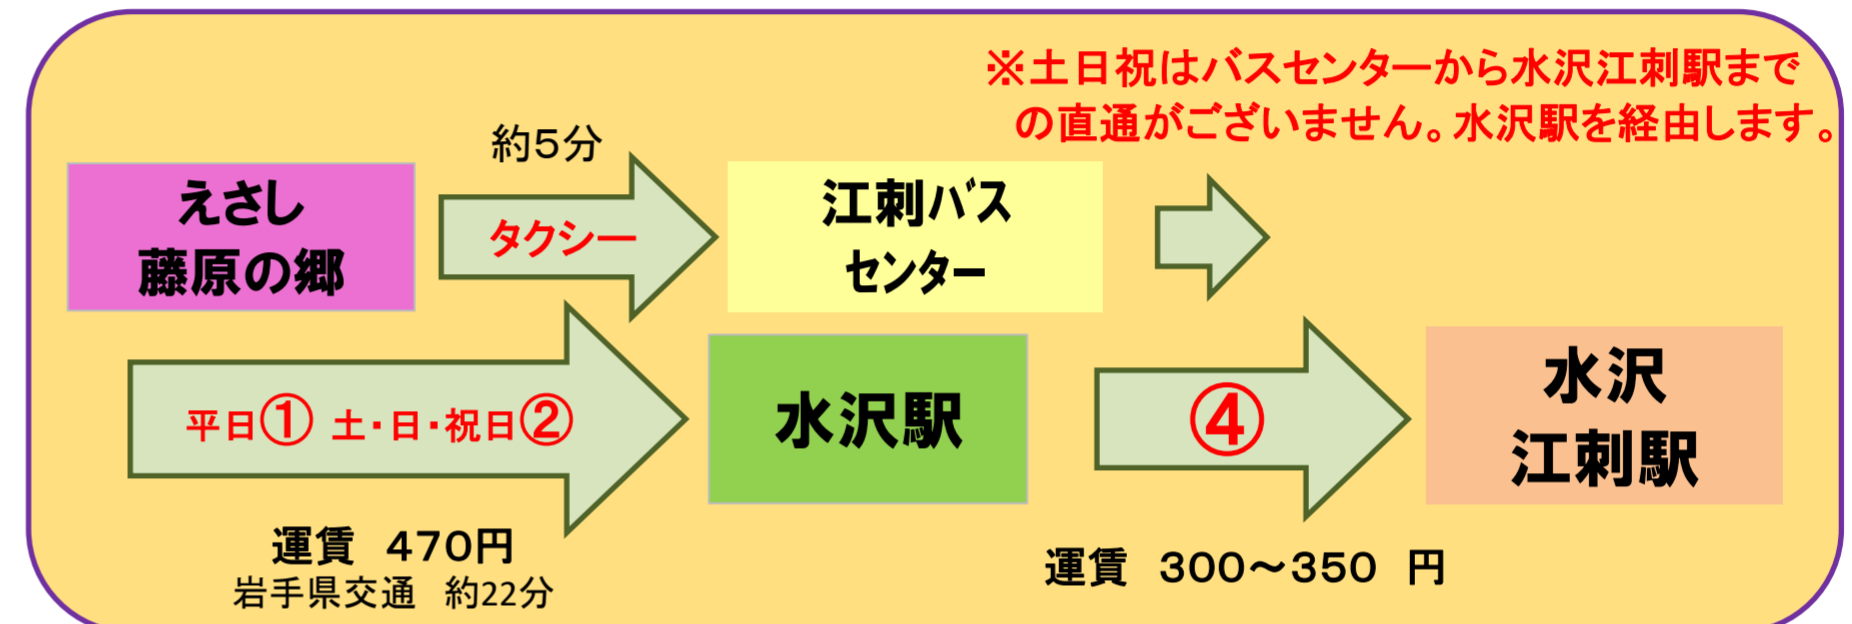 ※土日祝はバスセンターから水沢江刺駅まで
の直通がございません。水沢駅を経由します。
約5分
えさし
藤原の郷
タクシー
江刺バス
センター
平日① 土・日・祝日②
水沢駅
④
水沢
江刺駅
運賃 470円
岩手県交通 約22分
運賃 300～350 円